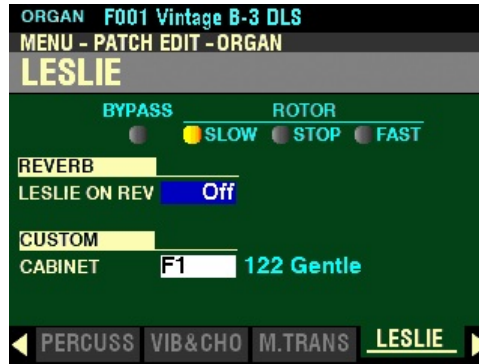 ORGAN F001 Vintage B-3 DLS
MENU - PATCH EDIT - ORGAN
LESLIE
BYPASS ROTOR
SLOW STOP FAST
REVERB
LESLIE ON REV Off
CUSTOM
CABINET F1 122 Gentle
PERCUSS VIB&CHO M.TRANS LESLIE